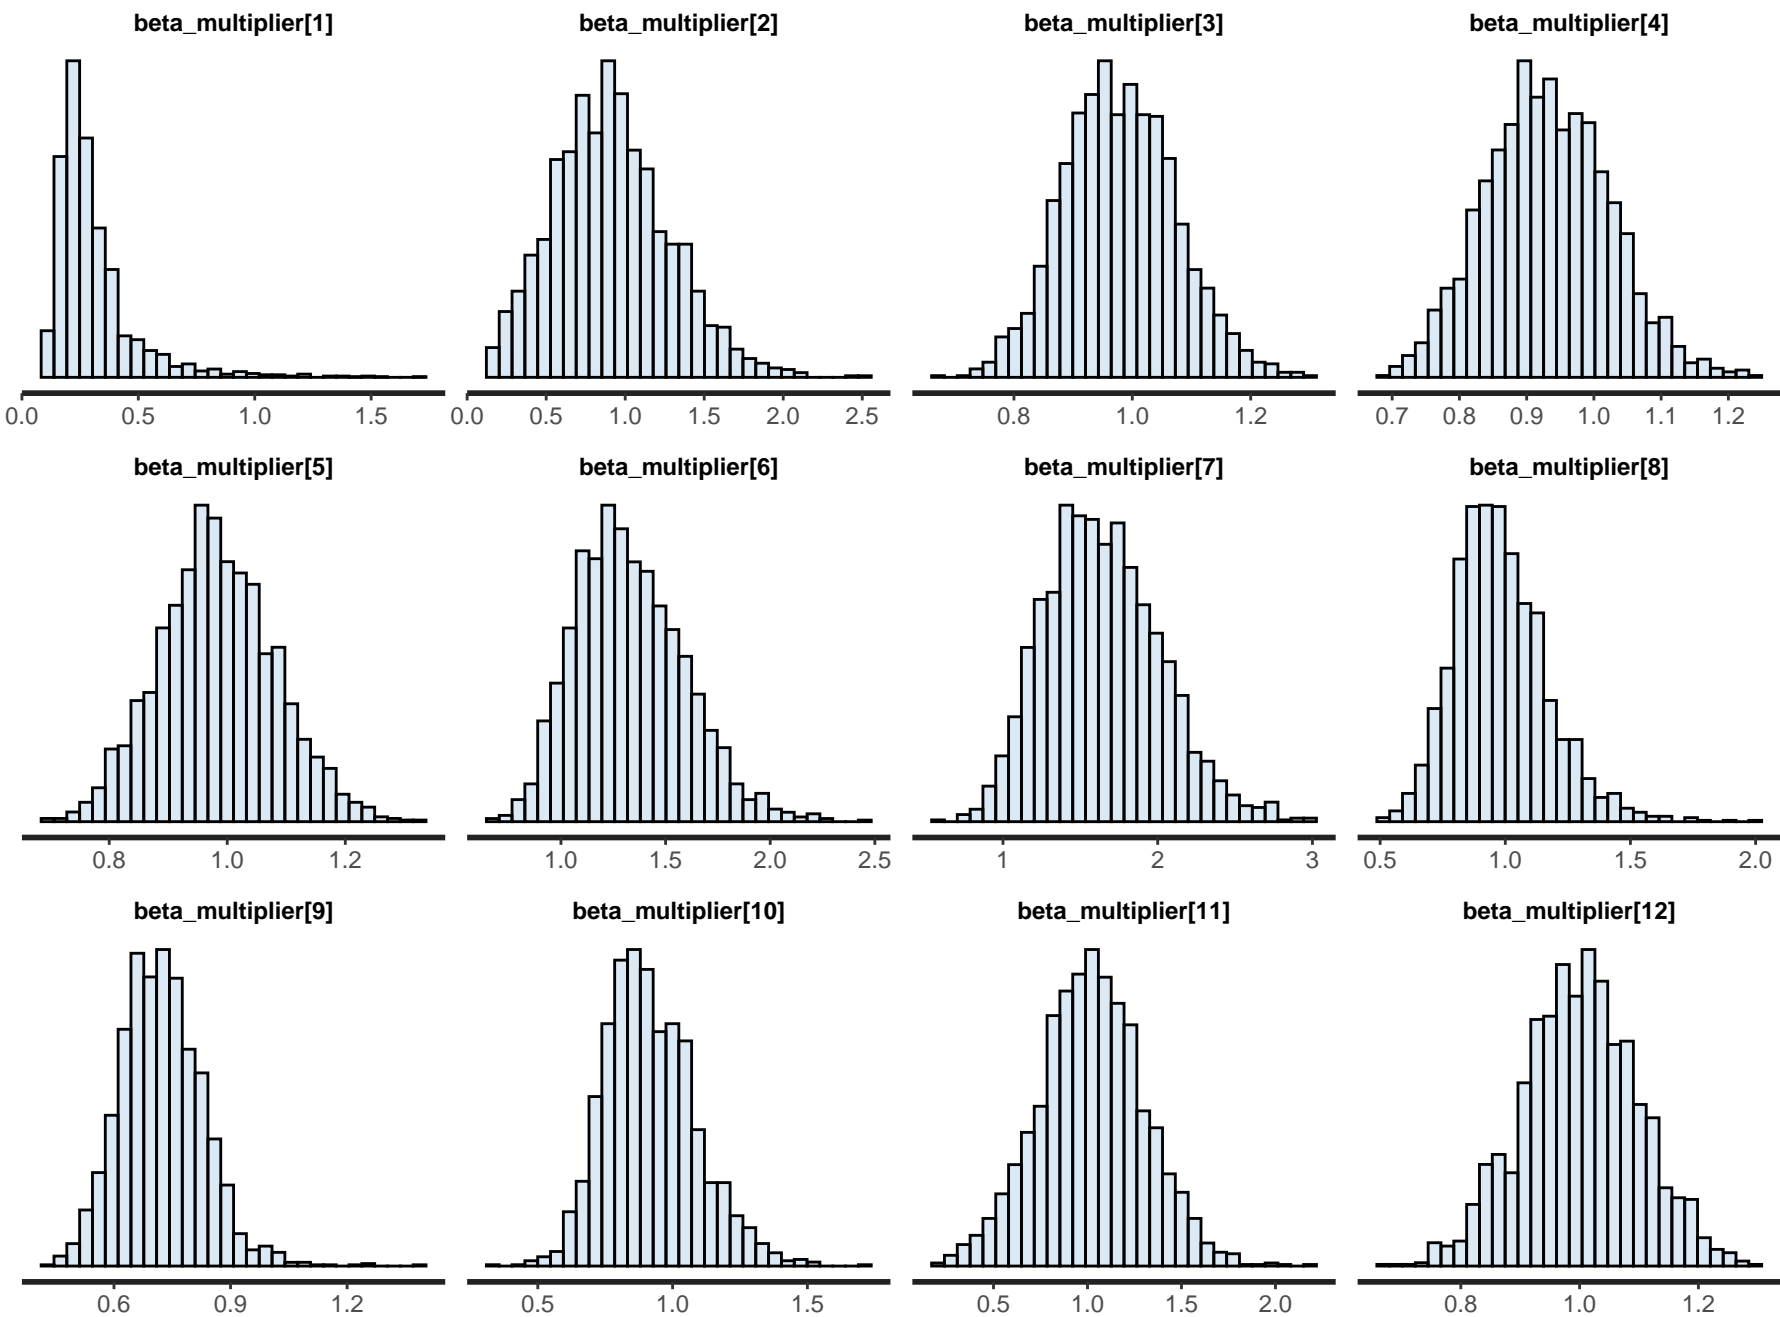 beta_multiplier[1] beta_multiplier[2] beta_multiplier[3] beta_multiplier[4]
0.0 0.5 1.0 1.5 0.0 0.5 1.0 1.5 2.0 2.5 0.8 1.0 1.2 0.7 0.8 0.9 1.0 1.1 1.2
beta_multiplier[5] beta_multiplier[6] beta_multiplier[7] beta_multiplier[8]
0.8 1.0 1.2 1.0 1.5 2.0 2.5 1 2 3 0.5 1.0 1.5 2.0
beta_multiplier[9] beta_multiplier[10] beta_multiplier[11] beta_multiplier[12]
0.6 0.9 1.2 0.5 1.0 1.5 0.5 1.0 1.5 2.0 0.8 1.0 1.2